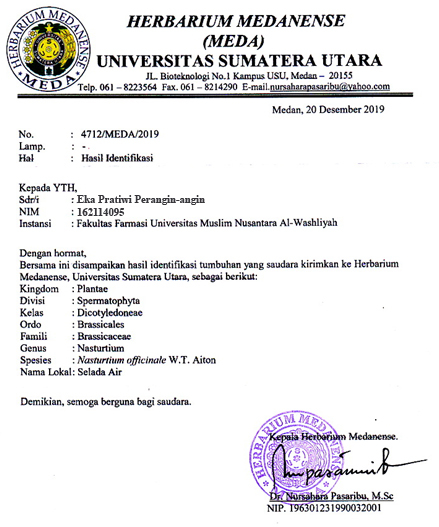 HERBARIUM MEDANENSE
(MEDA)
UNIVERSITAS SUMATERA UTARA
JL. Bioteknologi No.1 Kampus USU, Medan – 20155
Telp. 061 – 8223564 Fax. 061 – 8214290 E-mail.nursaharapasaribu@yahoo.com
Medan, 20 Desember 2019
No. : 4712/MEDA/2019
Lamp. : -
Hal : Hasil Identifikasi
Kepada YTH,
Sdr/i : Eka Pratiwi Perangin-angin
NIM : 162114095
Instansi : Fakultas Farmasi Universitas Muslim Nusantara Al-Washliyah
Dengan hormat,
Bersama ini disampaikan hasil identifikasi tumbuhan yang saudara kirimkan ke Herbarium
Medanense, Universitas Sumatera Utara, sebagai berikut:
Kingdom : Plantae
Divisi : Spermatophyta
Kelas : Dicotyledoneae
Ordo : Brassicales
Famili : Brassicaceae
Genus : Nasturtium
Spesies : Nasturtium officinale W.T. Aiton
Nama Lokal: Selada Air
Demikian, semoga berguna bagi saudara.
Kepala Herbarium Medanense.
Dr. Nursahara Pasaribu, M.Sc
NIP. 196301231990032001
HERBARIUM MEDANENSE
MEDA
HERBARIUM MEDANENSE
MEDA